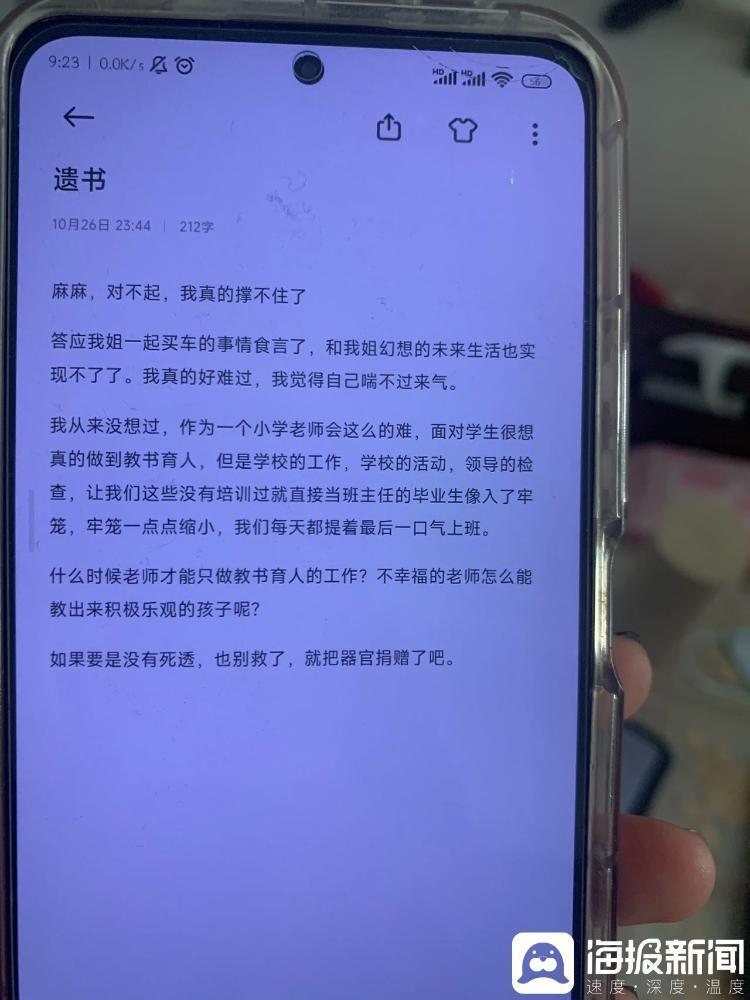 9:23 | 0.0K/s
HD HD 56
遗书
10月26日 23:44 | 212字
麻麻，对不起，我真的撑不住了
答应我姐一起买车的事情食言了，和我姐幻想的未来生活也实
现不了了。我真的好难过，我觉得自己喘不过来气。
我从来没想过，作为一个小学老师会这么的难，面对学生很想
真的做到教书育人，但是学校的工作，学校的活动，领导的检
查，让我们这些没有培训过就直接当班主任的毕业生像入了牢
笼，牢笼一点点缩小，我们每天都提着最后一口气上班。
什么时候老师才能只做教书育人的工作？不幸福的老师怎么能
教出来积极乐观的孩子呢？
如果要是没有死透，也别救了，就把器官捐赠了吧。
海报新闻
速度·深度·温度